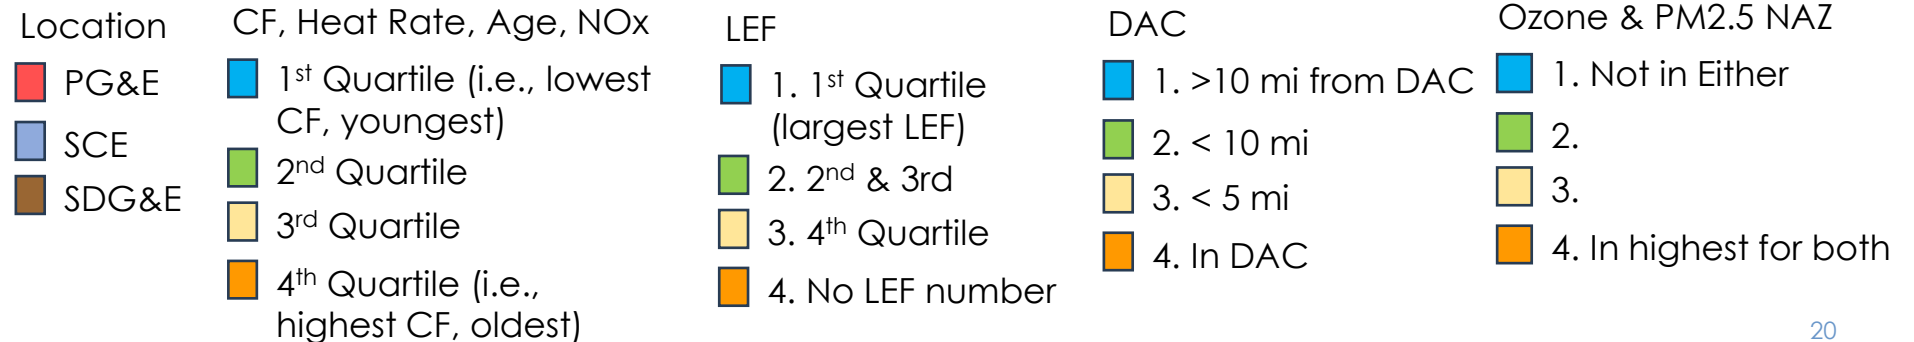 Location
PG&E
SCE
SDG&E
CF, Heat Rate, Age, NOx
1st Quartile (i.e., lowest
CF, youngest)
2nd Quartile
3rd Quartile
4th Quartile (i.e.,
highest CF, oldest)
LEF
1. 1st Quartile
(largest LEF)
2. 2nd & 3rd
3. 4th Quartile
4. No LEF number
DAC
1. >10 mi from DAC
2. < 10 mi
3. < 5 mi
4. In DAC
Ozone & PM2.5 NAZ
1. Not in Either
2.
3.
4. In highest for both
20